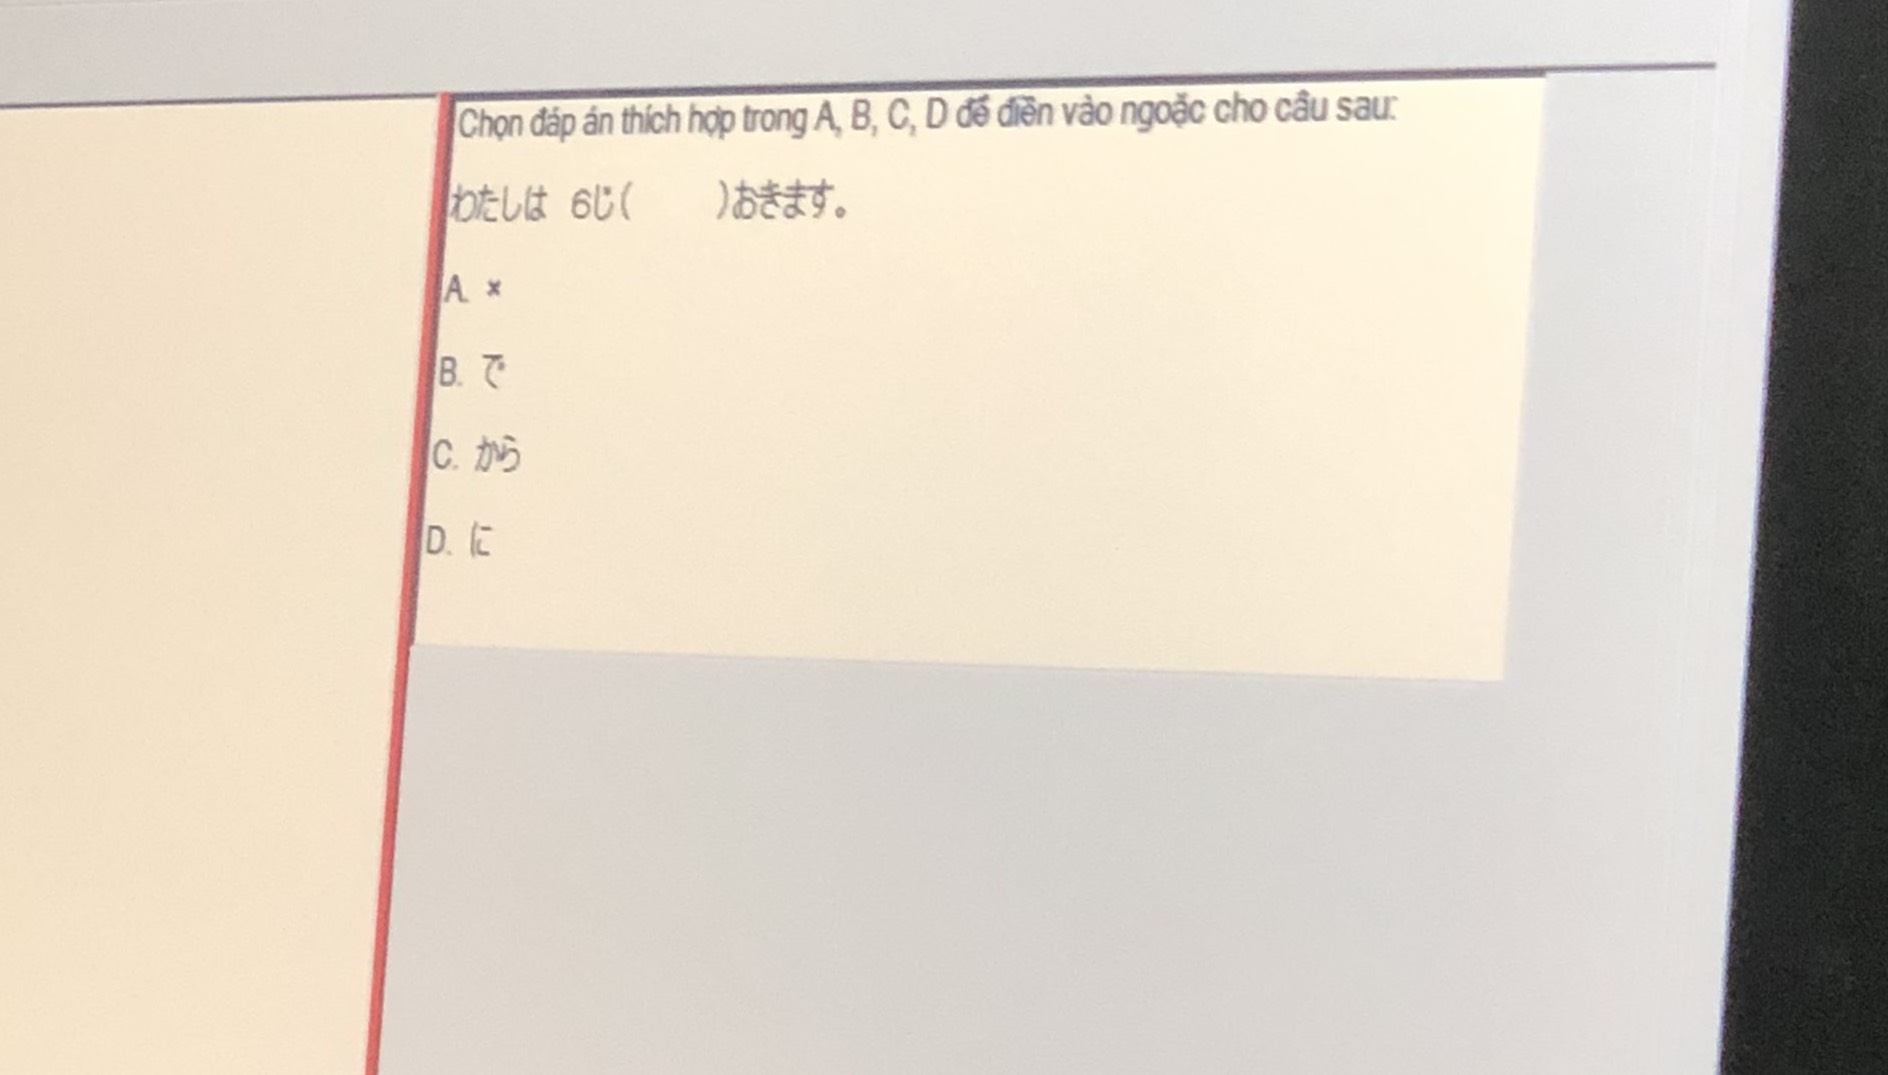 Chọn đáp án thích hợp trong A, B, C, D để điền vào ngoặc cho câu sau:
わたしは 6じ( )おきます。
A. ×
B. で
C. から
D. に